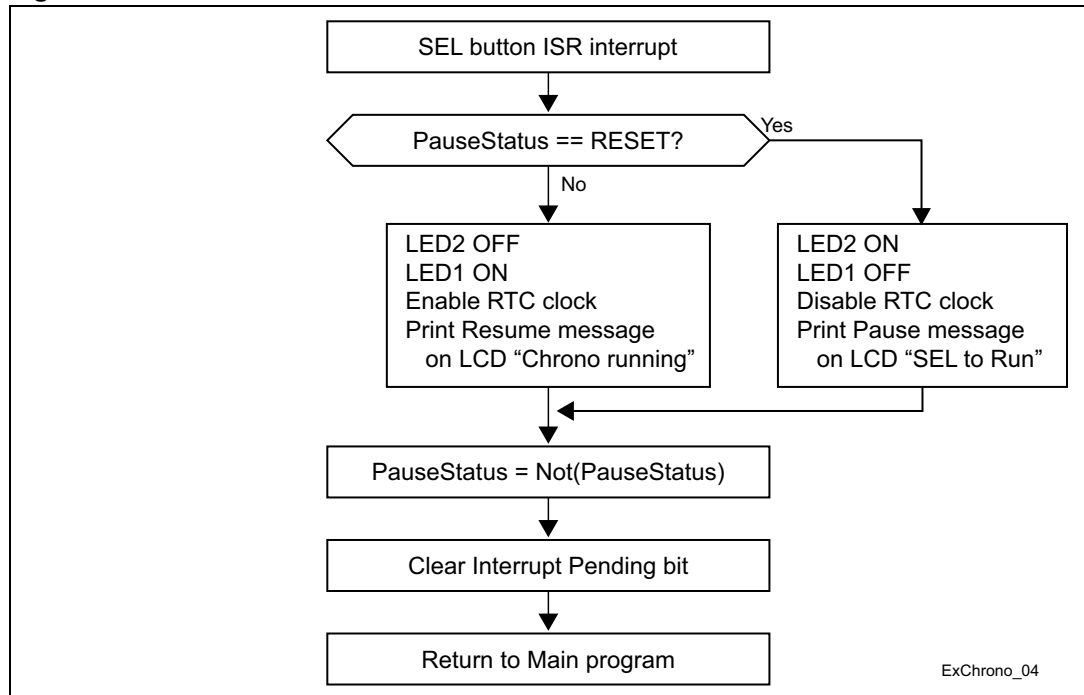 SEL button ISR interrupt
PauseStatus == RESET?
Yes
No
LED2 OFF
LED1 ON
Enable RTC clock
Print Resume message
on LCD “Chrono running”
LED2 ON
LED1 OFF
Disable RTC clock
Print Pause message
on LCD “SEL to Run”
PauseStatus = Not(PauseStatus)
Clear Interrupt Pending bit
Return to Main program
ExChrono_04